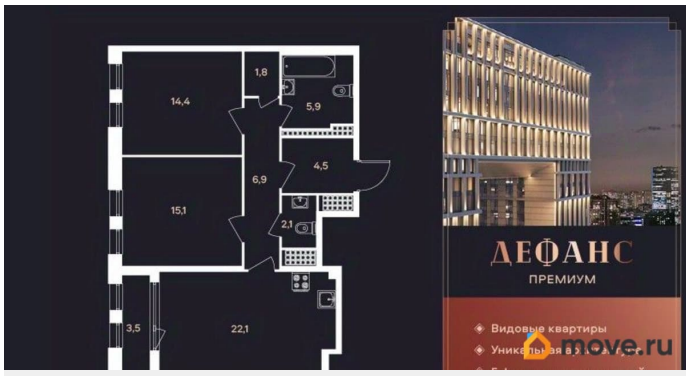 1,8
14,4
5,9
4,5
6,9
15,1
2,1
3,5
22,1
ДЕФАНС
ПРЕМИУМ
Видовые квартиры
Уникальная
move.ru